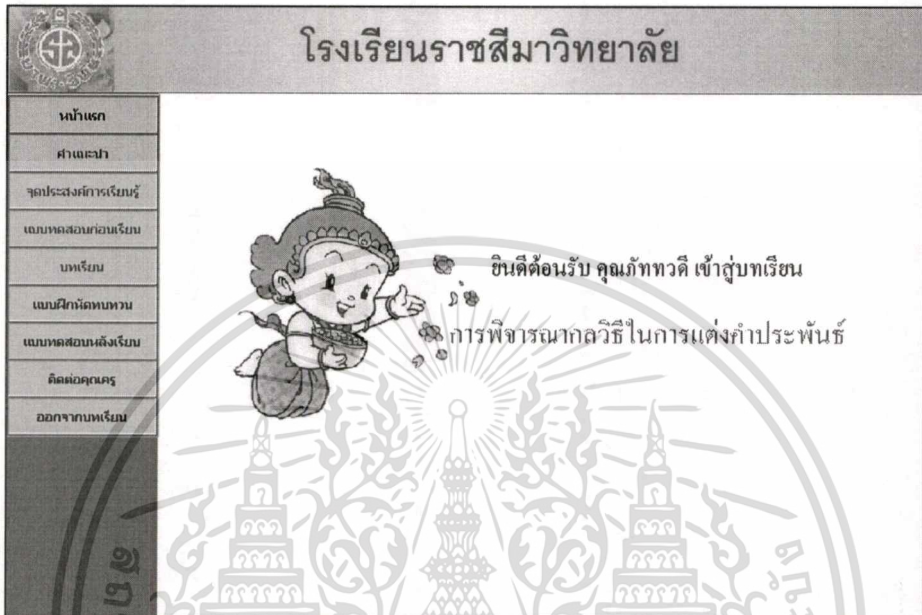 โรงเรียนราชสีมาวิทยาลัย
หน้าแรก
คำแนะนำ
จุดประสงค์การเรียนรู้
แบบทดสอบก่อนเรียน
บทเรียน
แบบฝึกหัดทบทวน
แบบทดสอบหลังเรียน
ติดต่อคุณครู
ออกจากบทเรียน
ยินดีต้อนรับ คุณภัททวดี เข้าสู่บทเรียน
การพิจารณากลวิธีในการแต่งคำประพันธ์